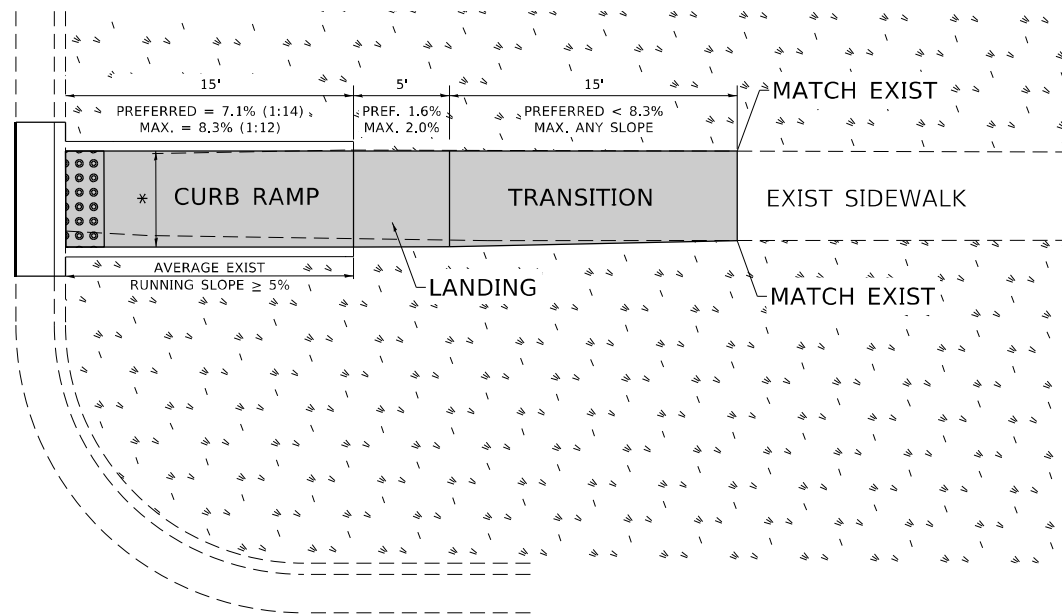 15'
5'
15'
PREFERRED = 7.1% (1:14)
MAX. = 8.3% (1:12)
PREF. 1.6%
MAX. 2.0%
PREFERRED < 8.3%
MAX. ANY SLOPE
MATCH EXIST
*
CURB RAMP
TRANSITION
EXIST SIDEWALK
AVERAGE EXIST
RUNNING SLOPE ≥ 5%
LANDING
MATCH EXIST